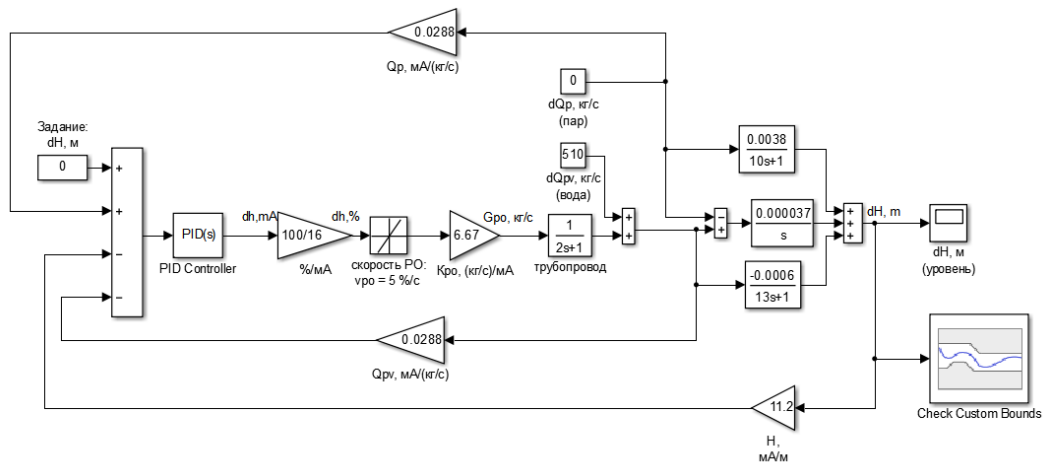 0.0288
Qp, мА/(кг/с)
0
dQp, кг/с
(пар)
Задание:
dH, м
0
+
+
−
−
PID(s)
PID Controller
dh,mA
100/16
%/мА
dh,%
скорость РО:
vpo = 5 %/с
6.67
Kpo, (кг/с)/мА
Gpo, кг/с
510
dQpv, кг/с
(вода)
1
2s+1
трубопровод
+
+
−
+
0.0038
10s+1
0.000037
s
-0.0006
13s+1
+
+
+
dH, m
dH, м
(уровень)
0.0288
Qpv, мА/(кг/с)
11.2
H,
мА/м
Check Custom Bounds